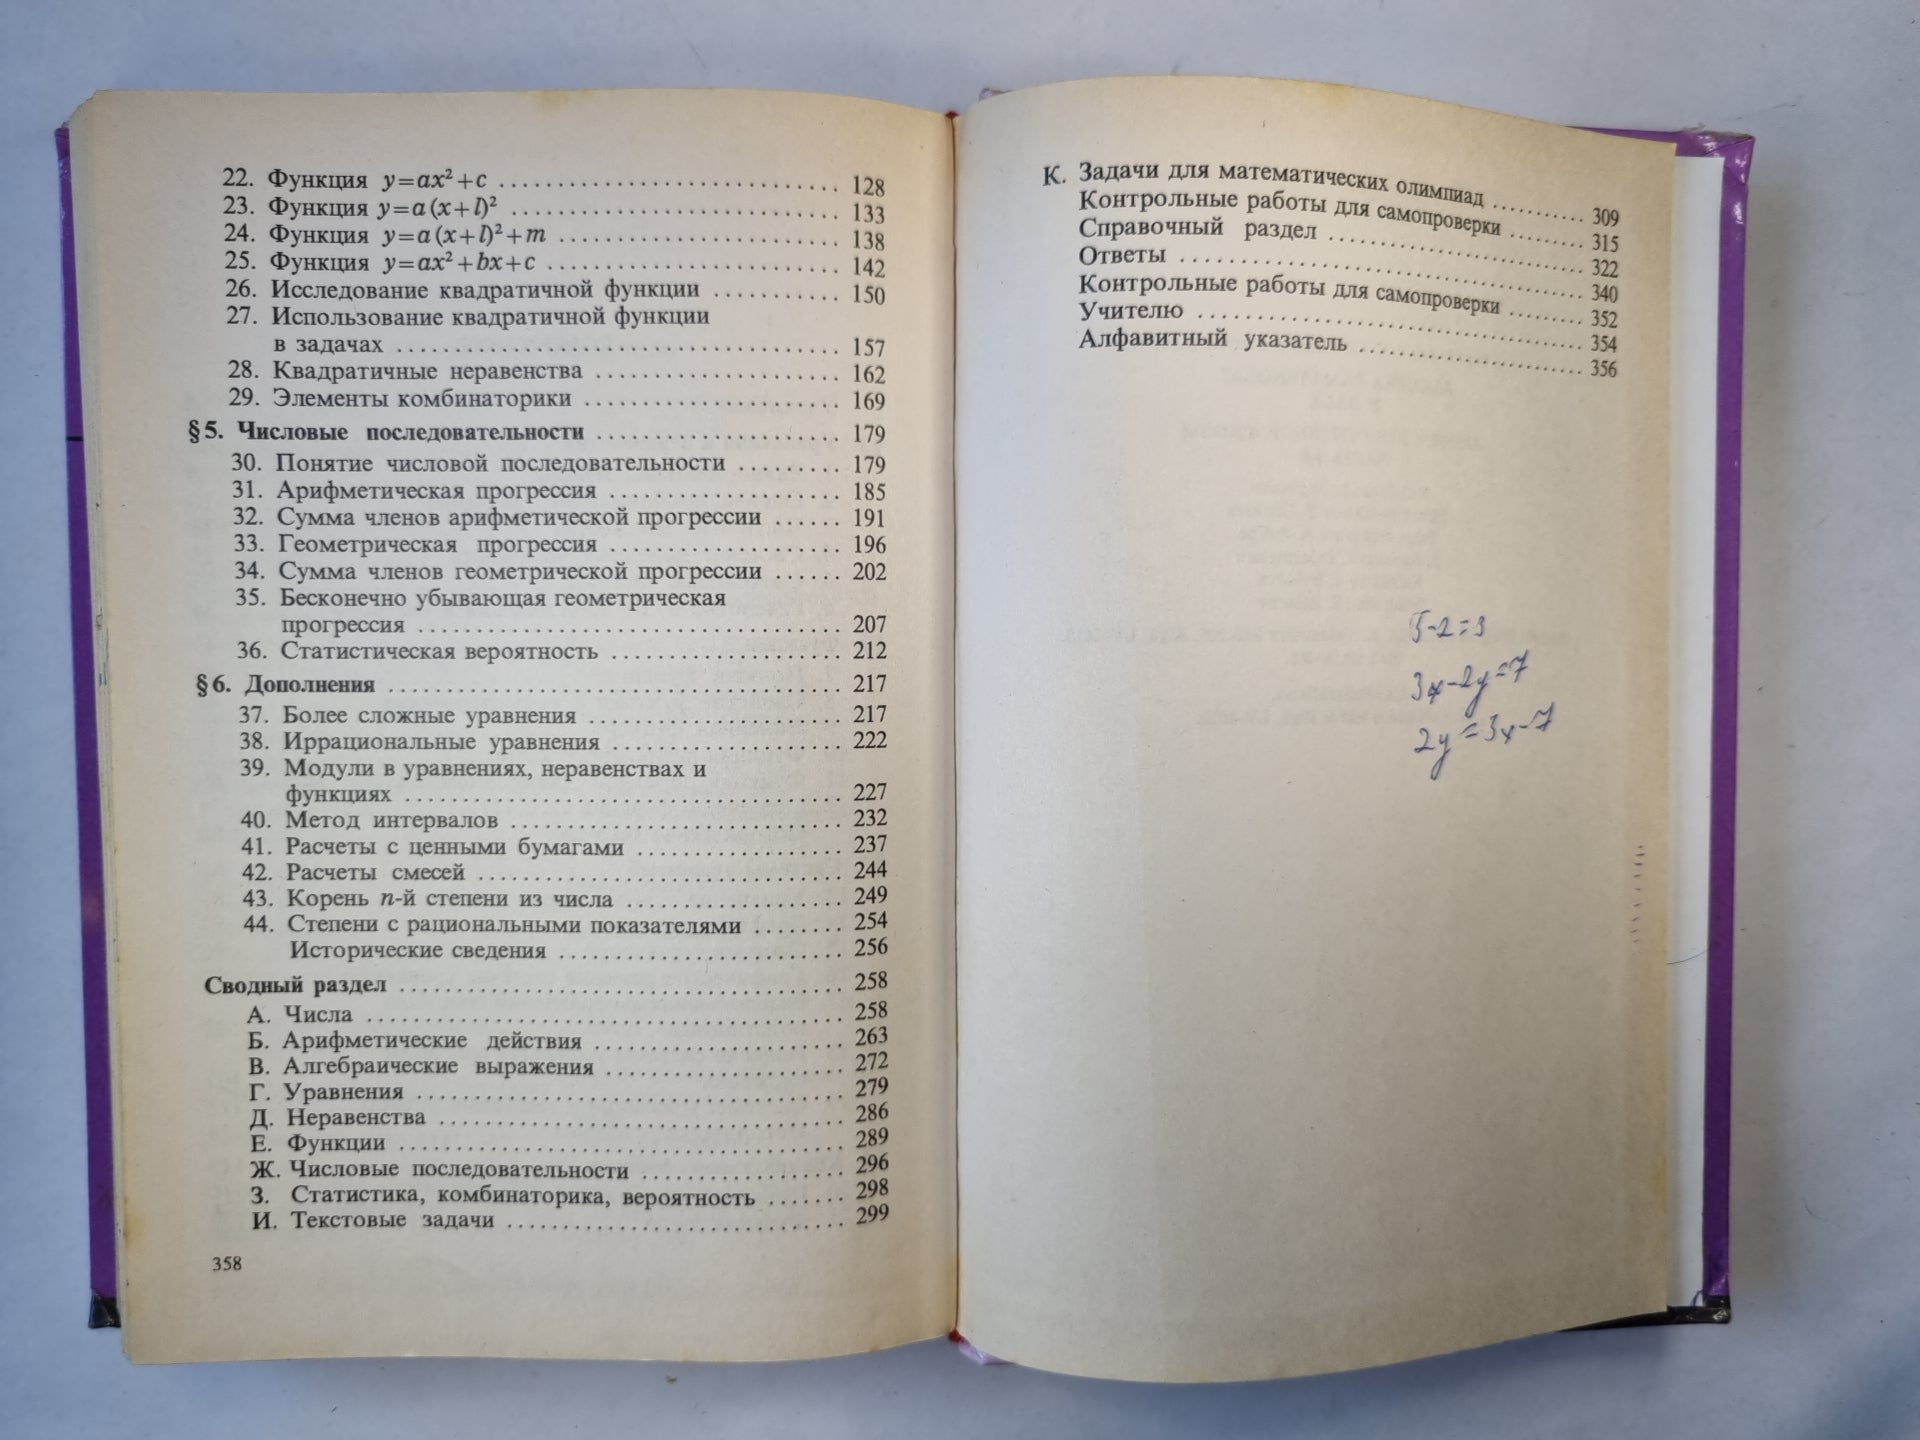 22. Функция y=ax²+c ........ 128
23. Функция y=a(x+l)² ........ 133
24. Функция y=a(x+l)²+m ........ 138
25. Функция y=ax²+bx+c ........ 142
26. Исследование квадратичной функции ........ 150
27. Использование квадратичной функции
в задачах ........ 157
28. Квадратичные неравенства ........ 162
29. Элементы комбинаторики ........ 169
§ 5. Числовые последовательности ........ 179
30. Понятие числовой последовательности ........ 179
31. Арифметическая прогрессия ........ 185
32. Сумма членов арифметической прогрессии ...... 191
33. Геометрическая прогрессия ........ 196
34. Сумма членов геометрической прогрессии ...... 202
35. Бесконечно убывающая геометрическая
прогрессия ........ 207
36. Статистическая вероятность ........ 212
§ 6. Дополнения ........ 217
37. Более сложные уравнения ........ 217
38. Иррациональные уравнения ........ 222
39. Модули в уравнениях, неравенствах и
функциях ........ 227
40. Метод интервалов ........ 232
41. Расчеты с ценными бумагами ........ 237
42. Расчеты смесей ........ 244
43. Корень n-й степени из числа ........ 249
44. Степени с рациональными показателями ........ 254
Исторические сведения ........ 256
Сводный раздел ........ 258
А. Числа ........ 258
Б. Арифметические действия ........ 263
В. Алгебраические выражения ........ 272
Г. Уравнения ........ 279
Д. Неравенства ........ 286
Е. Функции ........ 289
Ж. Числовые последовательности ........ 296
З. Статистика, комбинаторика, вероятность ....... 298
И. Текстовые задачи ........ 299
358
К. Задачи для математических олимпиад ........ 309
Контрольные работы для самопроверки ........ 315
Справочный раздел ........ 322
Ответы ........ 340
Контрольные работы для самопроверки ........ 352
Учителю ........ 354
Алфавитный указатель ........ 356
5-2=3
3x-2y=7
2y=3x-7